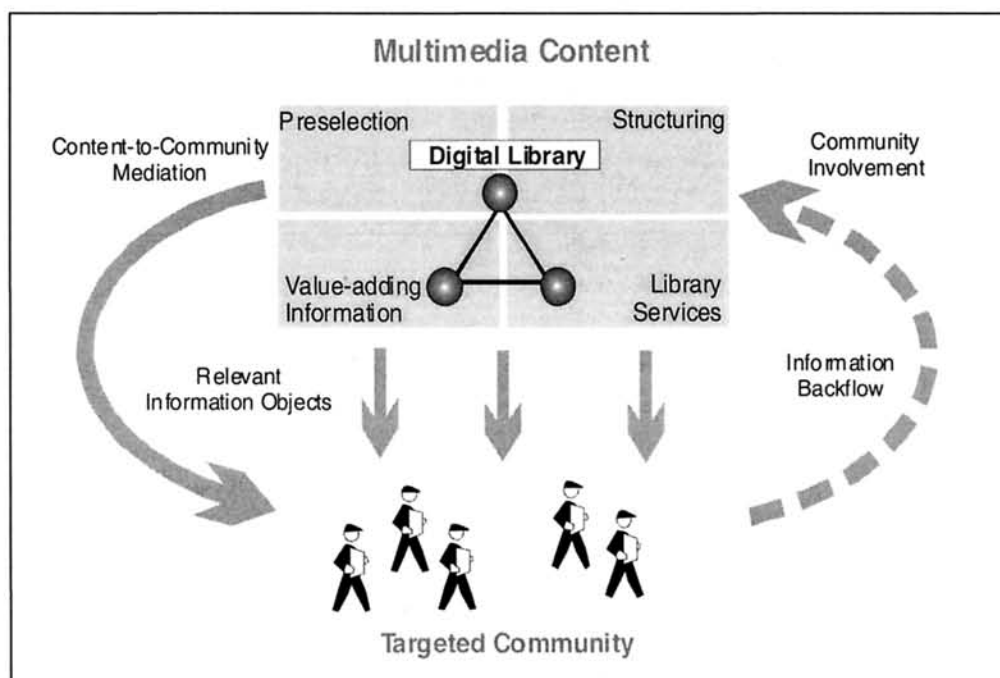 Multimedia Content
Preselection
Structuring
Digital Library
Content-to-Community
Mediation
Community
Involvement
Value-adding
Information
Library
Services
Relevant
Information Objects
Information
Backflow
Targeted Community